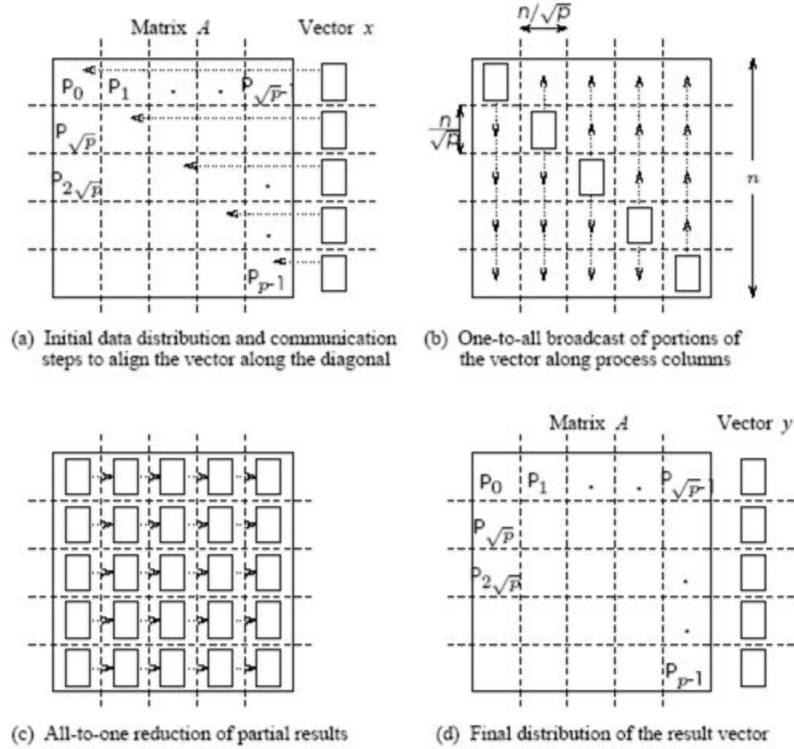 Matrix A Vector x
P₀ P₁ . . P√p-1
P√p
P₂√p
.
.
Pp-1
(a) Initial data distribution and communication
steps to align the vector along the diagonal
n/√p
n/√p
n
(b) One-to-all broadcast of portions of
the vector along process columns
(c) All-to-one reduction of partial results
Matrix A Vector y
P₀ P₁ . . P√p-1
P√p
P₂√p
.
.
Pp-1
(d) Final distribution of the result vector